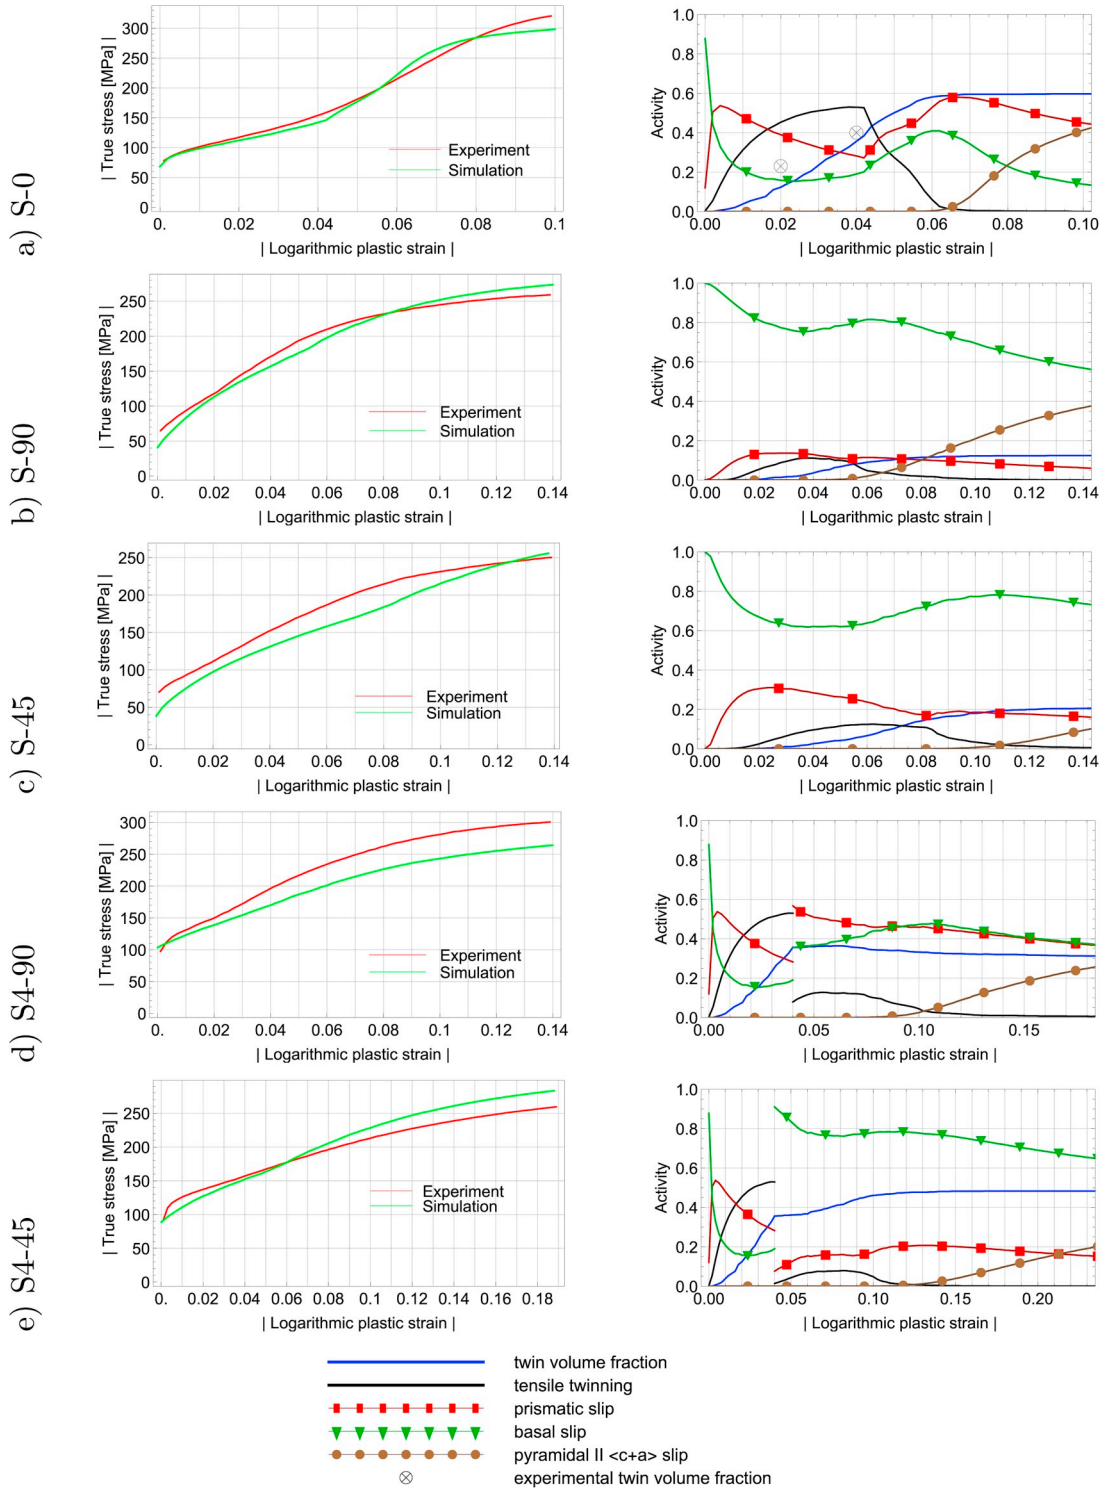 a) S-0
| True stress [MPa] |
300
250
200
150
100
50
0
Experiment
Simulation
0. 0.02 0.04 0.06 0.08 0.1
| Logarithmic plastic strain |
Activity
1.0
0.8
0.6
0.4
0.2
0.0
0.00 0.02 0.04 0.06 0.08 0.10
| Logarithmic plastic strain |
b) S-90
| True stress [MPa] |
250
200
150
100
50
0
Experiment
Simulation
0. 0.02 0.04 0.06 0.08 0.1 0.12 0.14
| Logarithmic plastic strain |
Activity
1.0
0.8
0.6
0.4
0.2
0.0
0.00 0.02 0.04 0.06 0.08 0.10 0.12 0.14
| Logarithmic plastc strain |
c) S-45
| True stress [MPa] |
250
200
150
100
50
0
Experiment
Simulation
0. 0.02 0.04 0.06 0.08 0.1 0.12 0.14
| Logarithmic plastic strain |
Activity
1.0
0.8
0.6
0.4
0.2
0.0
0.00 0.02 0.04 0.06 0.08 0.10 0.12 0.14
| Logarithmic plastic strain |
d) S4-90
| True stress [MPa] |
300
250
200
150
100
50
0
Experiment
Simulation
0. 0.02 0.04 0.06 0.08 0.1 0.12 0.14
| Logarithmic plastic strain |
Activity
1.0
0.8
0.6
0.4
0.2
0.0
0.00 0.05 0.10 0.15
| Logarithmic plastic strain |
e) S4-45
| True stress [MPa] |
250
200
150
100
50
0
Experiment
Simulation
0. 0.02 0.04 0.06 0.08 0.1 0.12 0.14 0.16 0.18
| Logarithmic plastic strain |
Activity
1.0
0.8
0.6
0.4
0.2
0.0
0.00 0.05 0.10 0.15 0.20
| Logarithmic plastic strain |
twin volume fraction
tensile twinning
prismatic slip
basal slip
pyramidal II <c+a> slip
experimental twin volume fraction